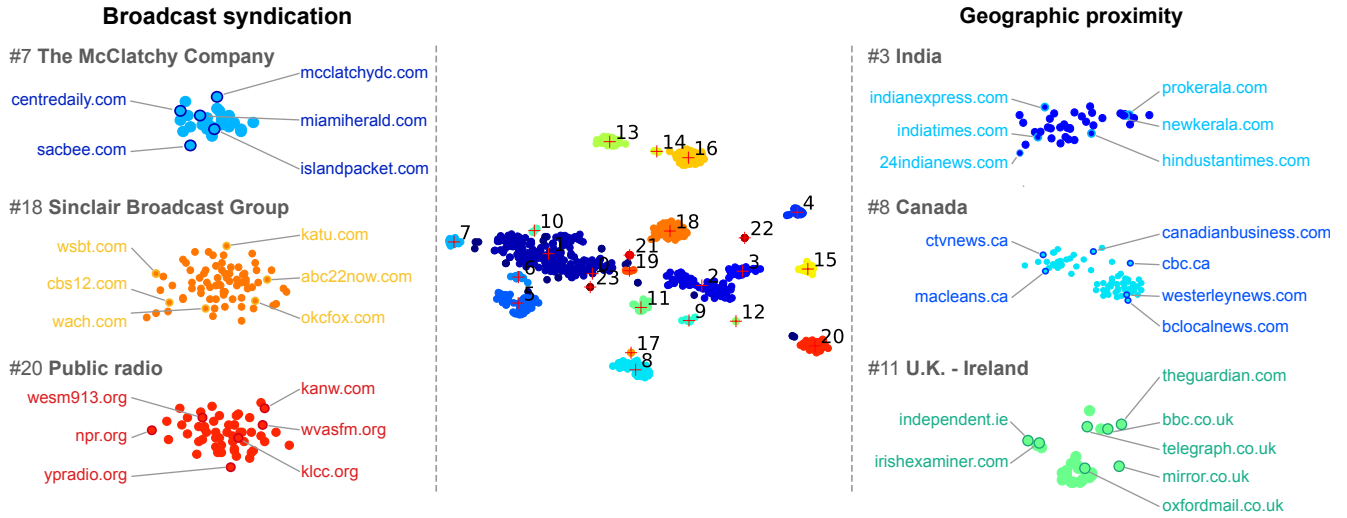 Broadcast syndication
#7 The McClatchy Company
mcclatchydc.com
centredaily.com
miamiherald.com
sacbee.com
islandpacket.com
#18 Sinclair Broadcast Group
katu.com
wsbt.com
abc22now.com
cbs12.com
wach.com
okcfox.com
#20 Public radio
kanw.com
wesm913.org
wvasfm.org
npr.org
ypradio.org
klcc.org
13
14
16
4
10
18
22
7
1
21
3
15
6
19
23
2
5
11
9
12
17
20
8
Geographic proximity
#3 India
prokerala.com
indianexpress.com
newkerala.com
indiatimes.com
24indianews.com
hindustantimes.com
#8 Canada
canadianbusiness.com
ctvnews.ca
cbc.ca
macleans.ca
westerleynews.com
bclocalnews.com
#11 U.K. - Ireland
theguardian.com
independent.ie
bbc.co.uk
telegraph.co.uk
irishexaminer.com
mirror.co.uk
oxfordmail.co.uk